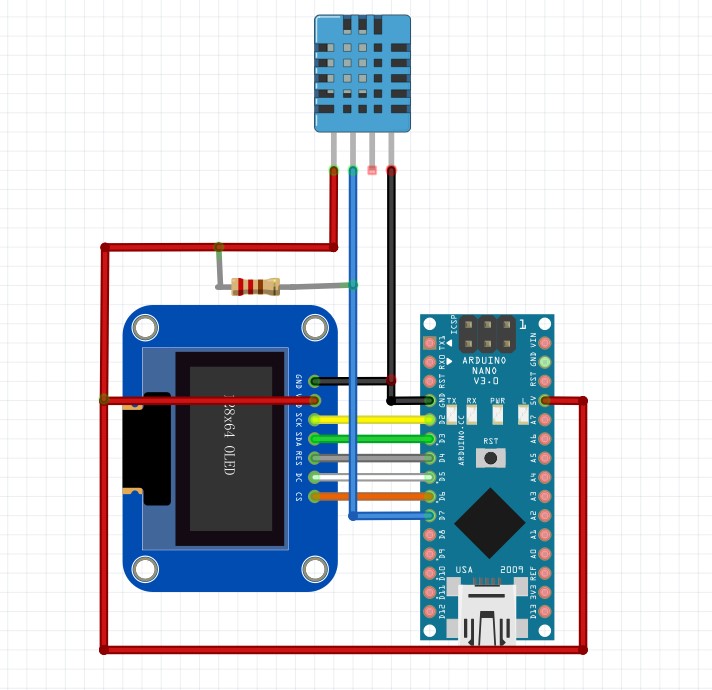 ICSP
1
TX1
RX0
RST
GND
D2
D3
D4
D5
D6
D7
D8
D9
D10
D11
D12
ARDUINO
NANO
V3.0
TX
RX
PWR
L
ARDUINO.CC
RST
USA
2009
VIN
GND
RST
5V
A7
A6
A5
A4
A3
A2
A1
A0
REF
3V3
D13
GND
SCK
SDA
RES
DC
CS
128x64 OLED